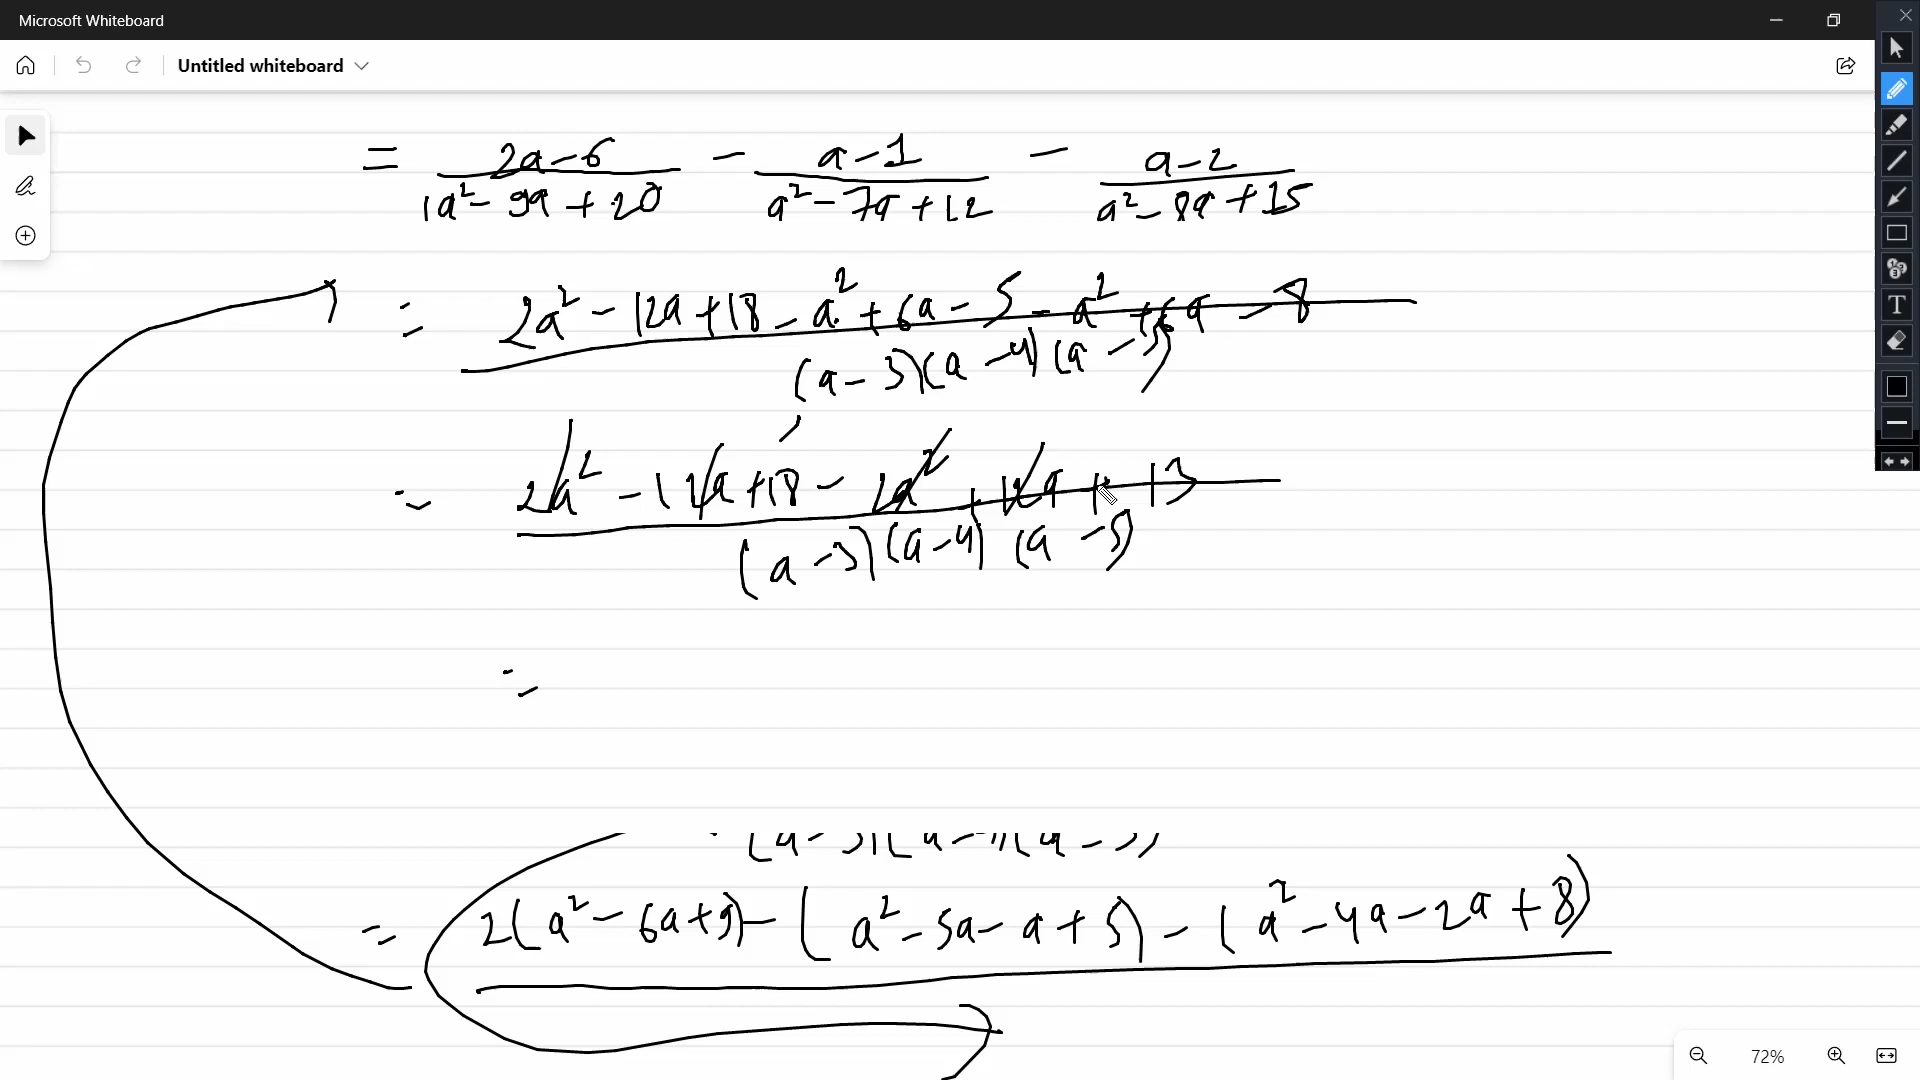 Microsoft Whiteboard
Untitled whiteboard
= (2a-6)/(a²-9a+20) - (a-1)/(a²-7a+12) - (a-2)/(a²-8a+15)
= (2a²-12a+18-a²+6a-5-a²+6a-8)/((a-3)(a-4)(a-5))
= (2a²-12a+18-2a²+12a+13)/((a-3)(a-4)(a-5))
=
= 2(a²-6a+9)-(a²-5a-a+5)-(a²-4a-2a+8)
T
72%